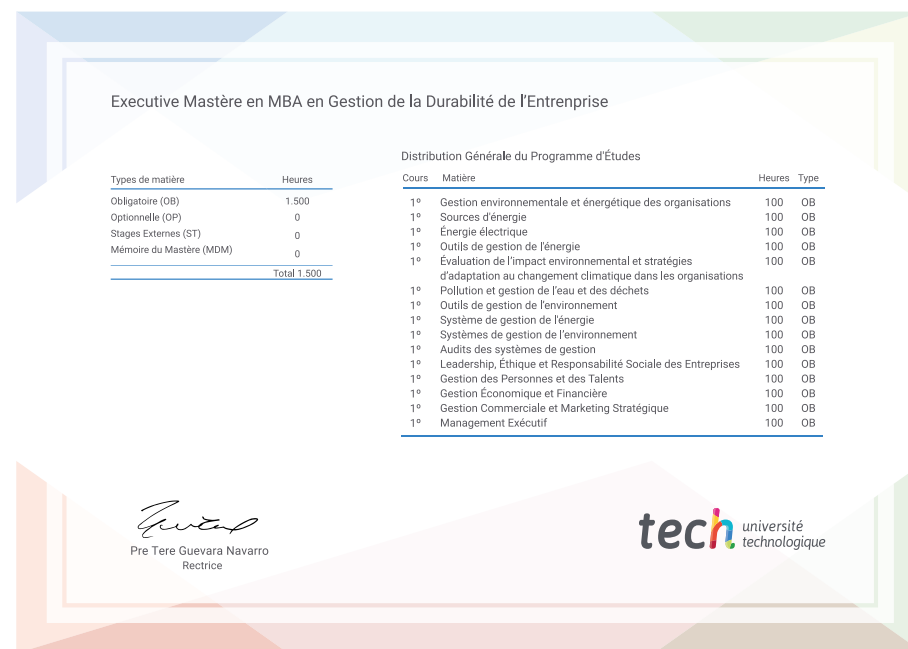 Executive Mastère en MBA en Gestion de la Durabilité de l'Entrenprise
Types de matière Heures
Obligatoire (OB) 1.500
Optionnelle (OP) 0
Stages Externes (ST) 0
Mémoire du Mastère (MDM) 0
Total 1.500
Distribution Générale du Programme d'Études
Cours Matière Heures Type
1º Gestion environnementale et énergétique des organisations 100 OB
1º Sources d'énergie 100 OB
1º Énergie électrique 100 OB
1º Outils de gestion de l'énergie 100 OB
1º Évaluation de l'impact environnemental et stratégies 100 OB
d'adaptation au changement climatique dans les organisations
1º Pollution et gestion de l'eau et des déchets 100 OB
1º Outils de gestion de l'environnement 100 OB
1º Système de gestion de l'énergie 100 OB
1º Systèmes de gestion de l'environnement 100 OB
1º Audits des systèmes de gestion 100 OB
1º Leadership, Éthique et Responsabilité Sociale des Entreprises 100 OB
1º Gestion des Personnes et des Talents 100 OB
1º Gestion Économique et Financière 100 OB
1º Gestion Commerciale et Marketing Stratégique 100 OB
1º Management Exécutif 100 OB
Pre Tere Guevara Navarro
Rectrice
tech université
technologique